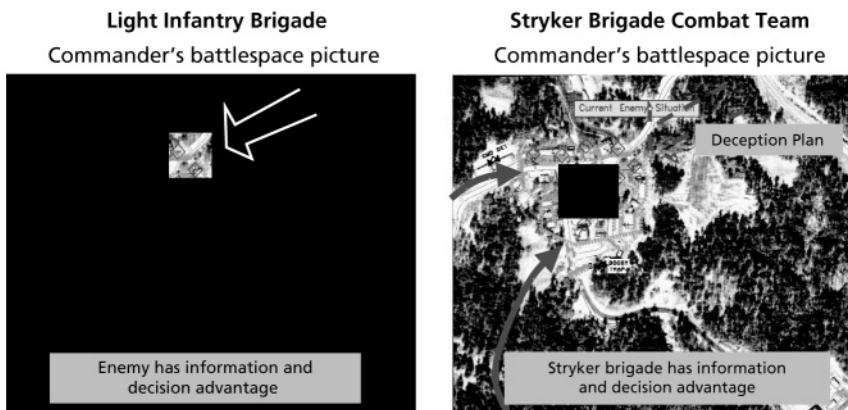 Light Infantry Brigade
Commander's battlespace picture
Enemy has information and
decision advantage
Stryker Brigade Combat Team
Commander's battlespace picture
Current Enemy Situation
Deception Plan
Stryker brigade has information
and decision advantage